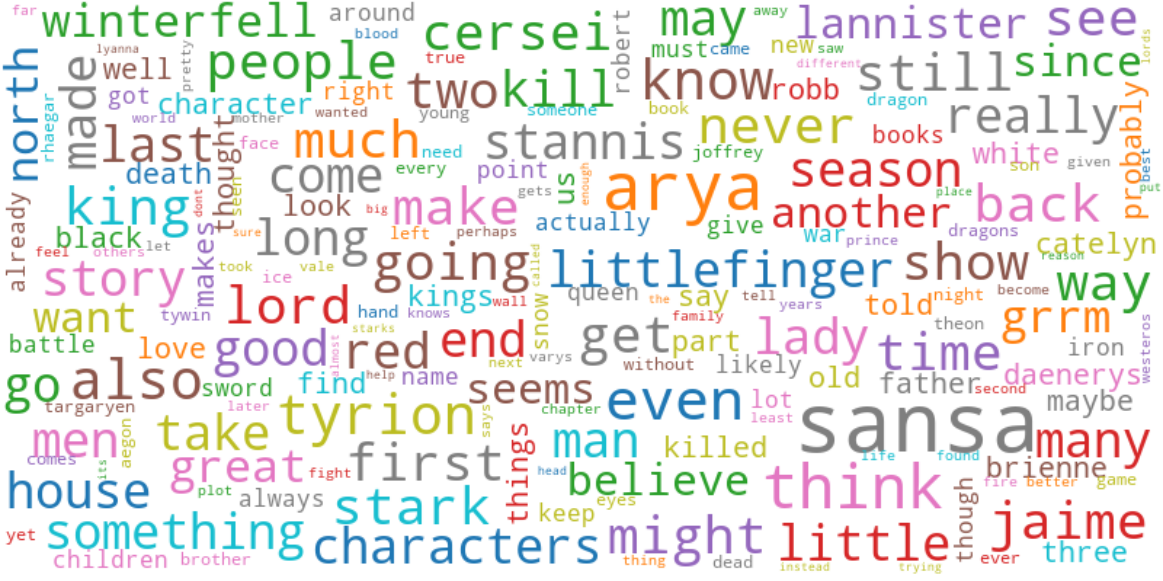 far winterfell around blood cersei robert may away lannister see
lyanna pretty people true must came new saw different still since lords
north made well got character right two kill know robb dragon really probably
rhaegar world mother wanted young someone book never books white
last thought face much need stannis joffrey season son given best
death come every point us enough arya place put
already king dont seen look big make gets actually give another back
black let sure long left perhaps war prince dragons catelyn
feel others makes going called littlefinger show reason way
story took vale ice
want tywin lord kings wall hand knows snow queen the say tell years told night become grrm westeros
battle love good almost red starks end next varys get family part lady time theon iron
go also sword find help name seems without likely old father second daenerys
targaryen later tyrion says chapter even lot least sansa maybe
men aegon take man killed many
comes its great fight first things head believe life found brienne
house plot always stark keep eyes think though fire better game
yet something characters might little jaime
children brother thing dead instead trying ever three